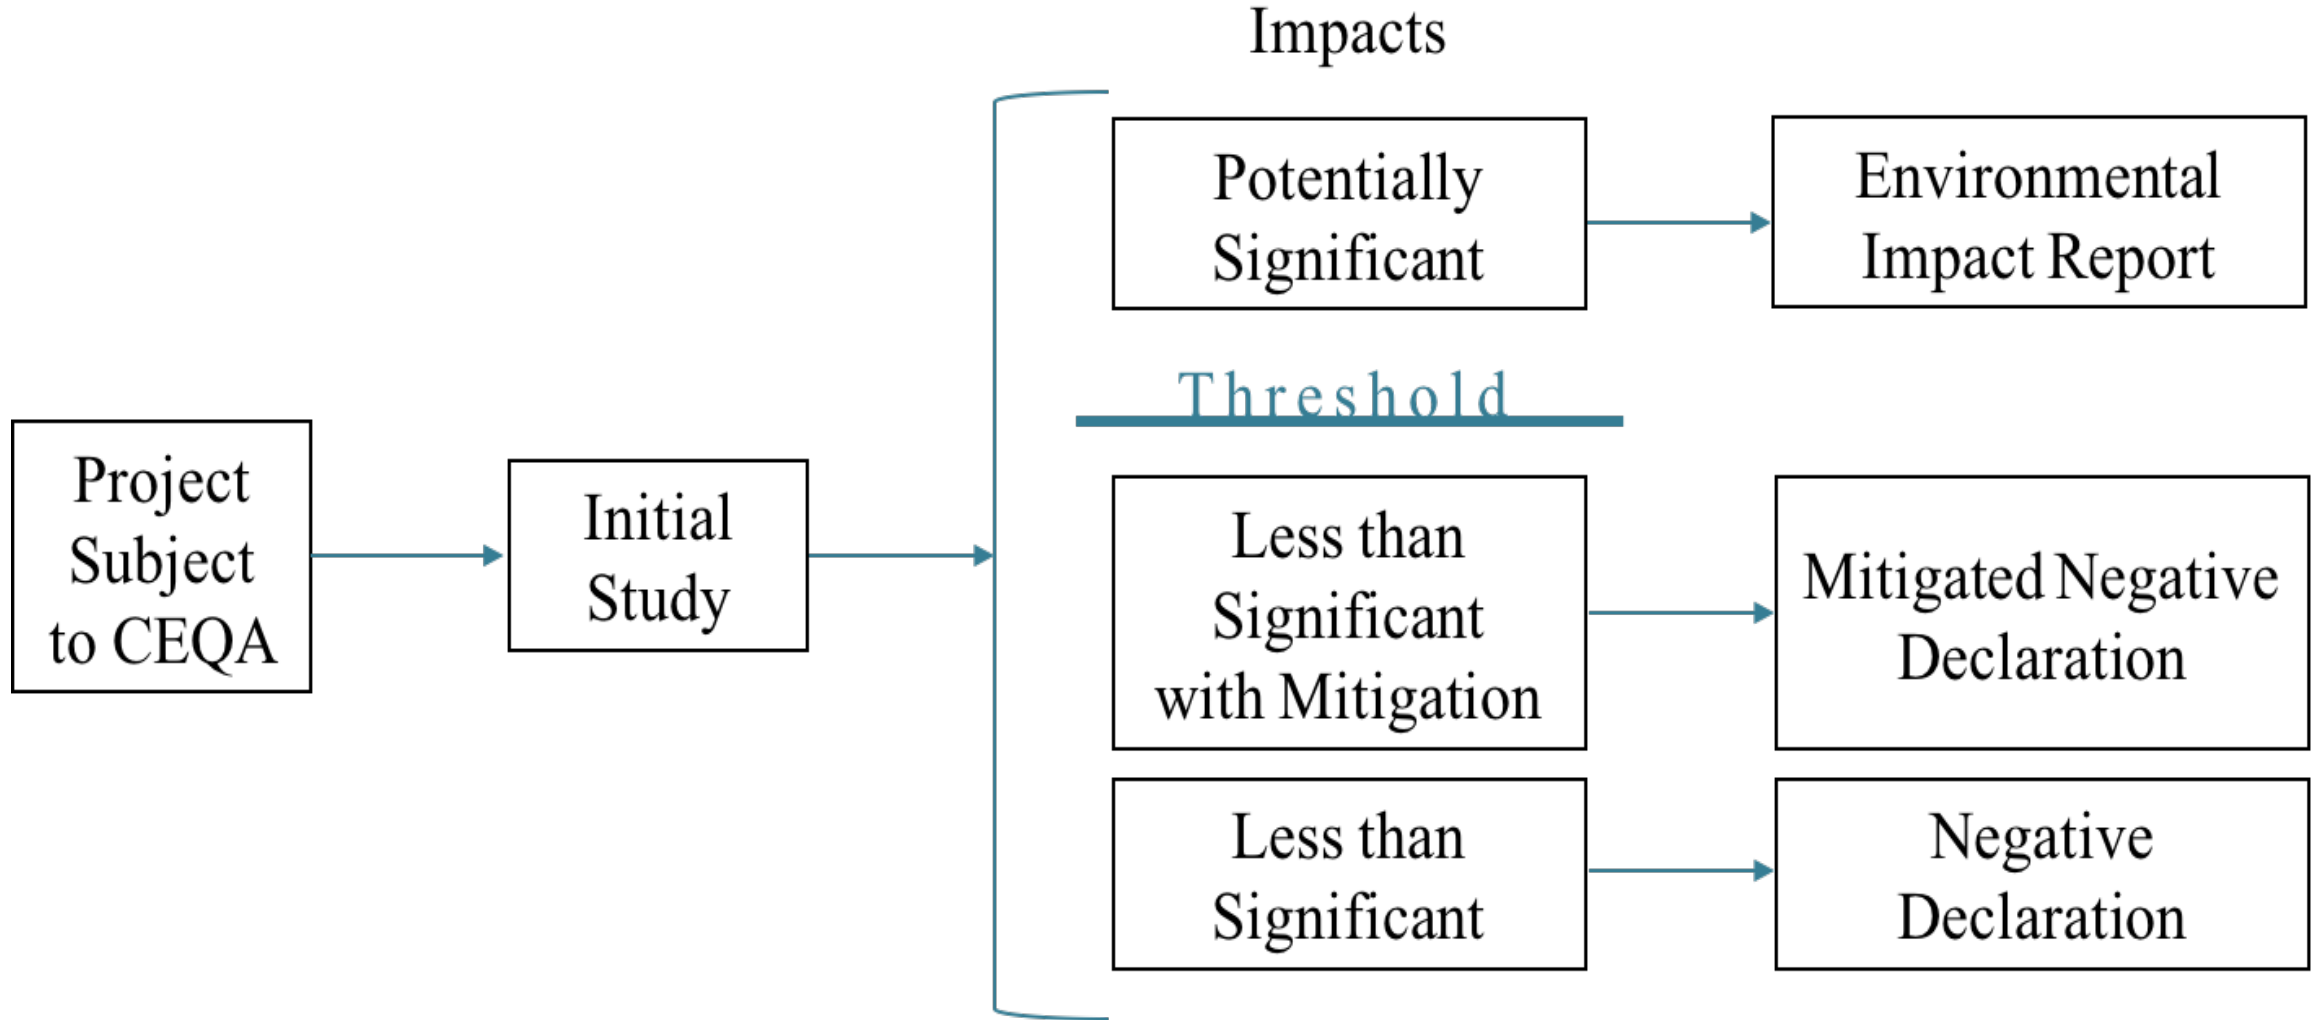 Impacts
Potentially
Significant
Environmental
Impact Report
Threshold
Project
Subject
to CEQA
Initial
Study
Less than
Significant
with Mitigation
Mitigated Negative
Declaration
Less than
Significant
Negative
Declaration